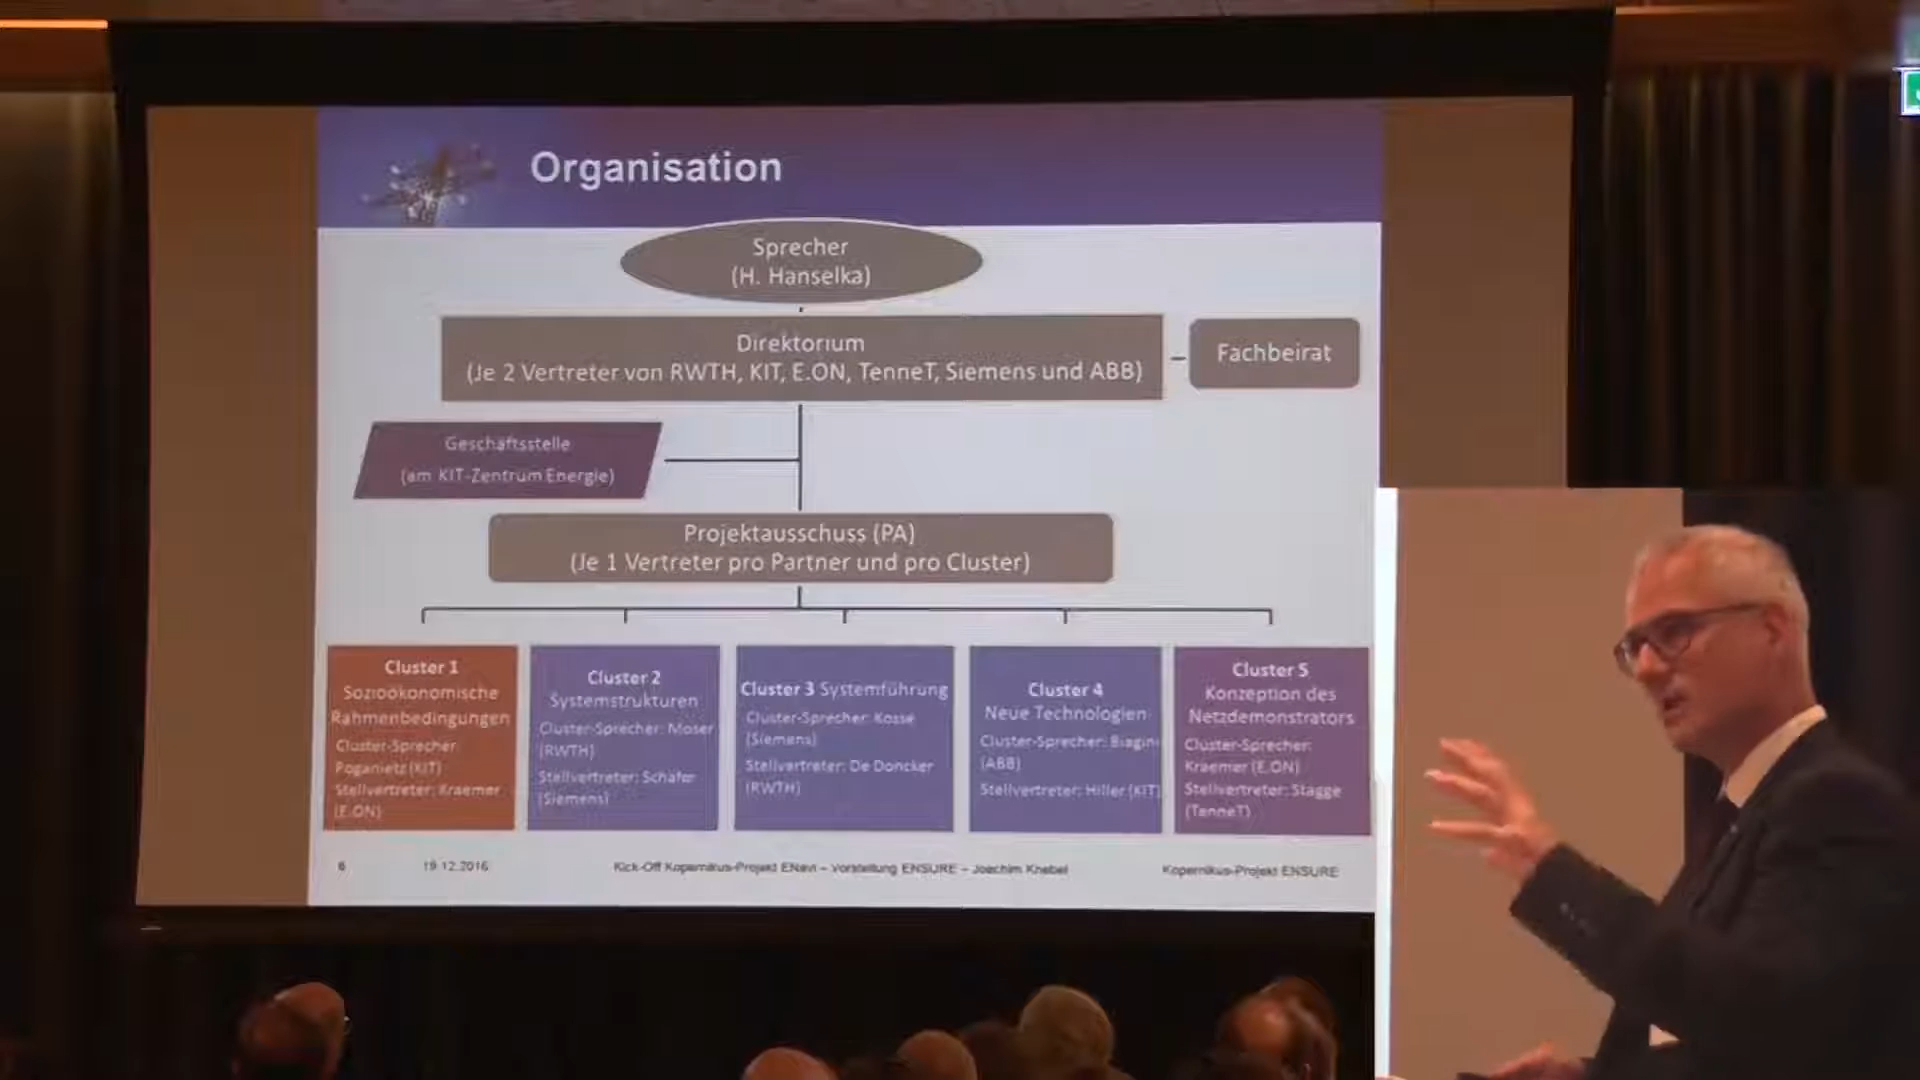 Organisation
Sprecher
(H. Hanselka)
Direktorium
(Je 2 Vertreter von RWTH, KIT, E.ON, TenneT, Siemens und ABB)
Fachbeirat
Geschäftsstelle
(am KIT-Zentrum Energie)
Projektausschuss (PA)
(Je 1 Vertreter pro Partner und pro Cluster)
Cluster 1
Sozioökonomische
Rahmenbedingungen
Cluster-Sprecher:
Poganietz (KIT)
Stellvertreter: Kraemer
(E.ON)
Cluster 2
Systemstrukturen
Cluster-Sprecher: Moser
(RWTH)
Stellvertreter: Schäfer
(Siemens)
Cluster 3 Systemführung
Cluster-Sprecher: Kosse
(Siemens)
Stellvertreter: De Doncker
(RWTH)
Cluster 4
Neue Technologien
Cluster-Sprecher: Biagini
(ABB)
Stellvertreter: Hiller (KIT)
Cluster 5
Konzeption des
Netzdemonstrators
Cluster-Sprecher:
Kraemer (E.ON)
Stellvertreter: Stagge
(TenneT)
6 19.12.2016 Kick-Off Kopernikus-Projekt ENavi – Vorstellung ENSURE – Joachim Knebel Kopernikus-Projekt ENSURE